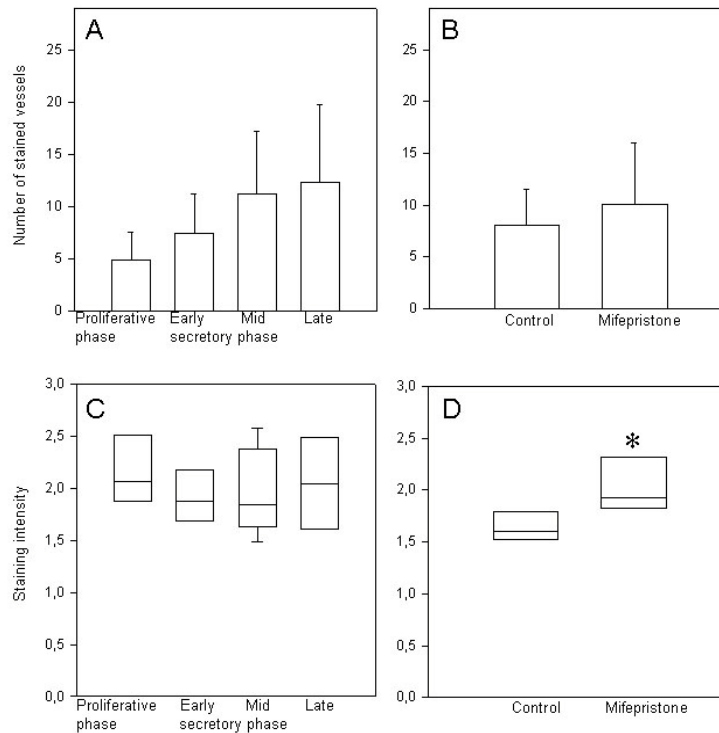 A
Number of stained vessels
25
20
15
10
5
0
Proliferative phase
Early secretory phase
Mid
Late
B
25
20
15
10
5
0
Control
Mifepristone
C
Staining intensity
3,0
2,5
2,0
1,5
1,0
0,5
0,0
Proliferative phase
Early secretory phase
Mid
Late
D
*
3,0
2,5
2,0
1,5
1,0
0,5
0,0
Control
Mifepristone